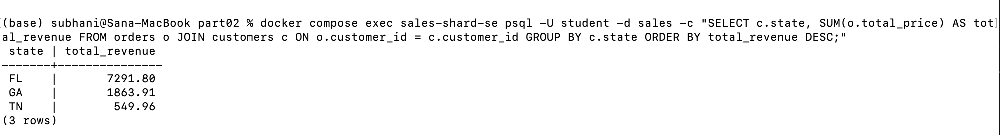 (base) subhani@Sana-MacBook part02 % docker compose exec sales-shard-se psql -U student -d sales -c "SELECT c.state, SUM(o.total_price) AS tot
al_revenue FROM orders o JOIN customers c ON o.customer_id = c.customer_id GROUP BY c.state ORDER BY total_revenue DESC;"
 state | total_revenue
-------+---------------
 FL    |       7291.80
 GA    |       1863.91
 TN    |        549.96
(3 rows)